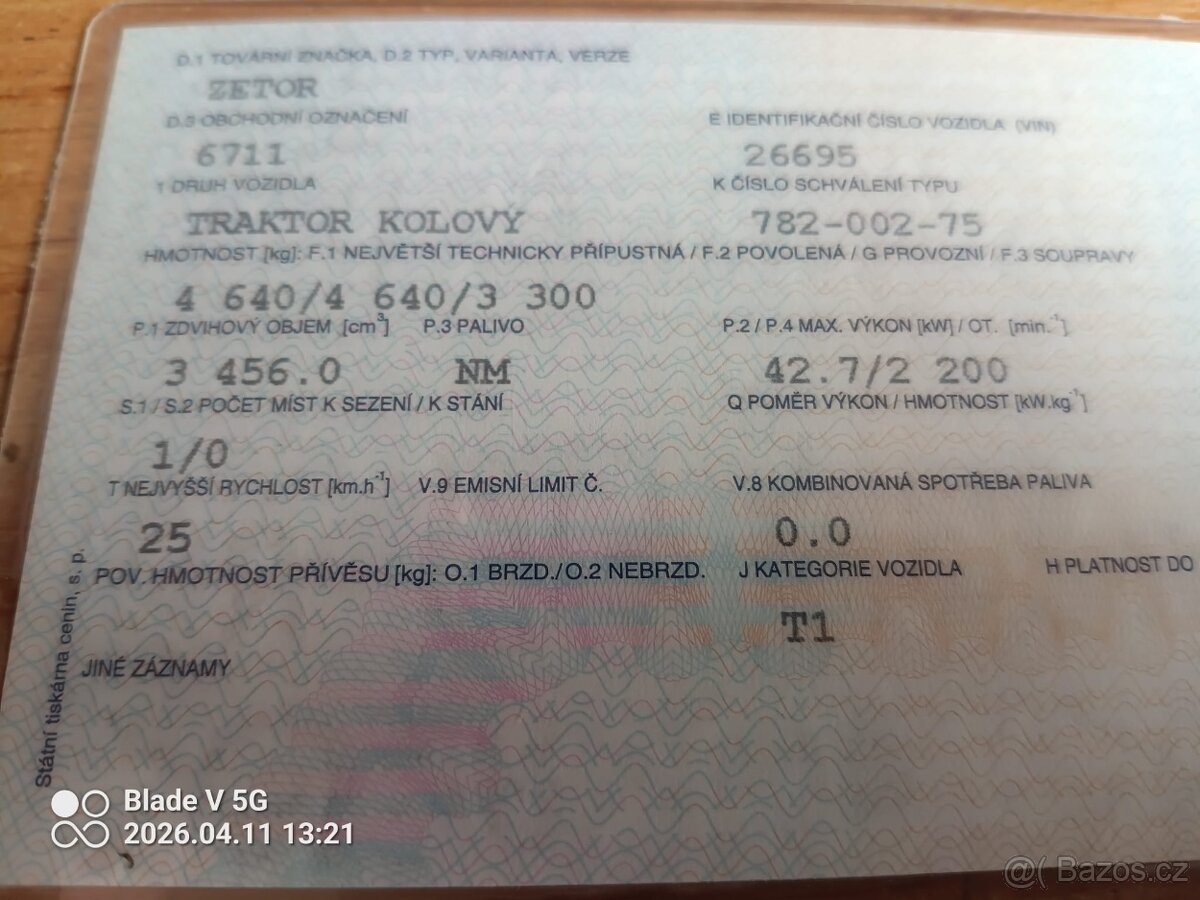 D.1 TOVÁRNÍ ZNAČKA, D.2 TYP, VARIANTA, VERZE
ZETOR
D.3 OBCHODNÍ OZNAČENÍ E IDENTIFIKAČNÍ ČÍSLO VOZIDLA (VIN)
6711 26695
1 DRUH VOZIDLA K ČÍSLO SCHVÁLENÍ TYPU
TRAKTOR KOLOVÝ 782-002-75
HMOTNOST [kg]: F.1 NEJVĚTŠÍ TECHNICKY PŘÍPUSTNÁ / F.2 POVOLENÁ / G PROVOZNÍ / F.3 SOUPRAVY
4 640/4 640/3 300
P.1 ZDVIHOVÝ OBJEM [cm³] P.3 PALIVO P.2 / P.4 MAX. VÝKON [kW] / OT. [min.⁻¹]
3 456.0 NM 42.7/2 200
S.1 / S.2 POČET MÍST K SEZENÍ / K STÁNÍ Q POMĚR VÝKON / HMOTNOST [kW.kg⁻¹]
1/0
T NEJVYŠŠÍ RYCHLOST [km.h⁻¹] V.9 EMISNÍ LIMIT Č. V.8 KOMBINOVANÁ SPOTŘEBA PALIVA
25 0.0
POV. HMOTNOST PŘÍVĚSU [kg]: O.1 BRZD./O.2 NEBRZD. J KATEGORIE VOZIDLA H PLATNOST DO
T1
JINÉ ZÁZNAMY
Státní tiskárna cenin, s. p.
Blade V 5G
2026.04.11 13:21
@( Bazos.cz